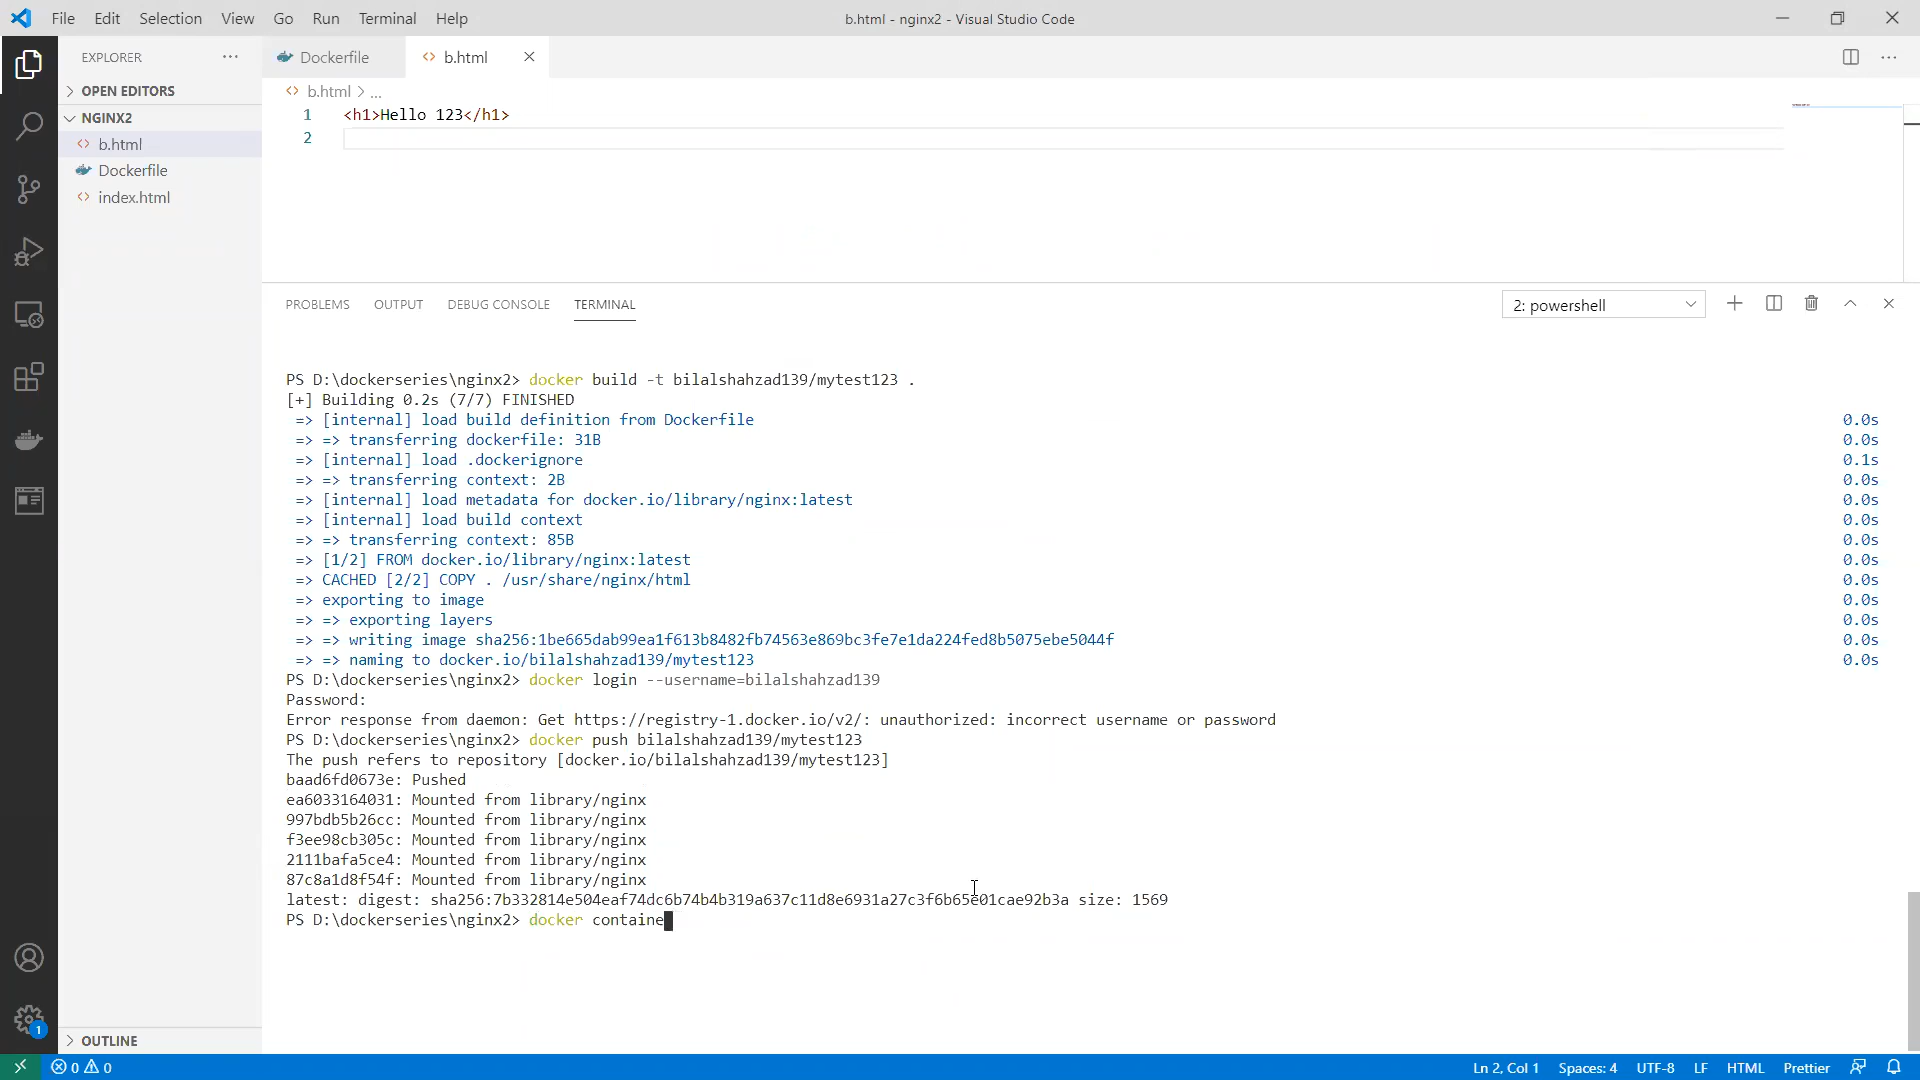 File Edit Selection View Go Run Terminal Help
b.html - nginx2 - Visual Studio Code
EXPLORER
OPEN EDITORS
NGINX2
b.html
Dockerfile
index.html
OUTLINE
Dockerfile
b.html
b.html > ...
1 <h1>Hello 123</h1>
2
PROBLEMS OUTPUT DEBUG CONSOLE TERMINAL
2: powershell
PS D:\dockerseries\nginx2> docker build -t bilalshahzad139/mytest123 .
[+] Building 0.2s (7/7) FINISHED
=> [internal] load build definition from Dockerfile 0.0s
=> => transferring dockerfile: 31B 0.0s
=> [internal] load .dockerignore 0.1s
=> => transferring context: 2B 0.0s
=> [internal] load metadata for docker.io/library/nginx:latest 0.0s
=> [internal] load build context 0.0s
=> => transferring context: 85B 0.0s
=> [1/2] FROM docker.io/library/nginx:latest 0.0s
=> CACHED [2/2] COPY . /usr/share/nginx/html 0.0s
=> exporting to image 0.0s
=> => exporting layers 0.0s
=> => writing image sha256:1be665dab99ea1f613b8482fb74563e869bc3fe7e1da224fed8b5075ebe5044f 0.0s
=> => naming to docker.io/bilalshahzad139/mytest123 0.0s
PS D:\dockerseries\nginx2> docker login --username=bilalshahzad139
Password:
Error response from daemon: Get https://registry-1.docker.io/v2/: unauthorized: incorrect username or password
PS D:\dockerseries\nginx2> docker push bilalshahzad139/mytest123
The push refers to repository [docker.io/bilalshahzad139/mytest123]
baad6fd0673e: Pushed
ea6033164031: Mounted from library/nginx
997bdb5b26cc: Mounted from library/nginx
f3ee98cb305c: Mounted from library/nginx
2111bafa5ce4: Mounted from library/nginx
87c8a1d8f54f: Mounted from library/nginx
latest: digest: sha256:7b332814e504eaf74dc6b74b4b319a637c11d8e6931a27c3f6b65e01cae92b3a size: 1569
PS D:\dockerseries\nginx2> docker containe
1
0 0
Ln 2, Col 1 Spaces: 4 UTF-8 LF HTML Prettier